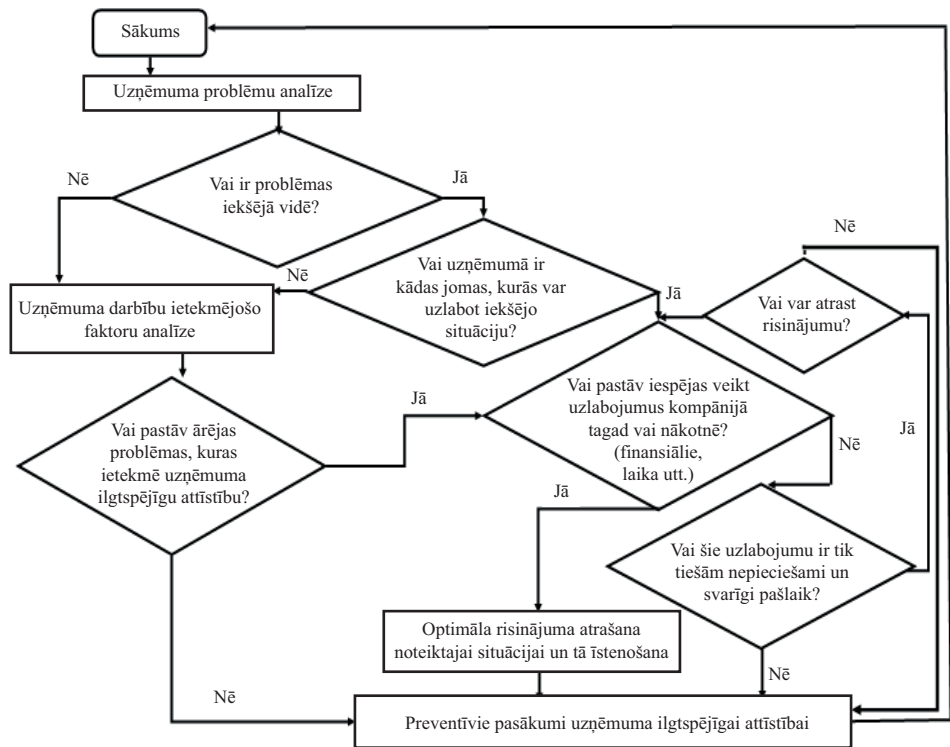 Sākums
Uzņēmuma problēmu analīze
Nē
Jā
Vai ir problēmas
iekšējā vidē?
Nē
Vai uzņēmumā ir
kādas jomas, kurās var
uzlabot iekšējo
situāciju?
Jā
Nē
Vai var atrast
risinājumu?
Uzņēmuma darbību ietekmējošo
faktoru analīze
Jā
Vai pastāv ārējas
problēmas, kuras
ietekmē uzņēmuma
ilgtspējīgu attīstību?
Vai pastāv iespējas veikt
uzlabojumus kompānijā
tagad vai nākotnē?
(finansiālie,
laika utt.)
Nē
Jā
Jā
Vai šie uzlabojumu ir tik
tiešām nepieciešami un
svarīgi pašlaik?
Optimāla risinājuma atrašana
noteiktajai situācijai un tā īstenošana
Nē
Nē
Preventīvie pasākumi uzņēmuma ilgtspējīgai attīstībai